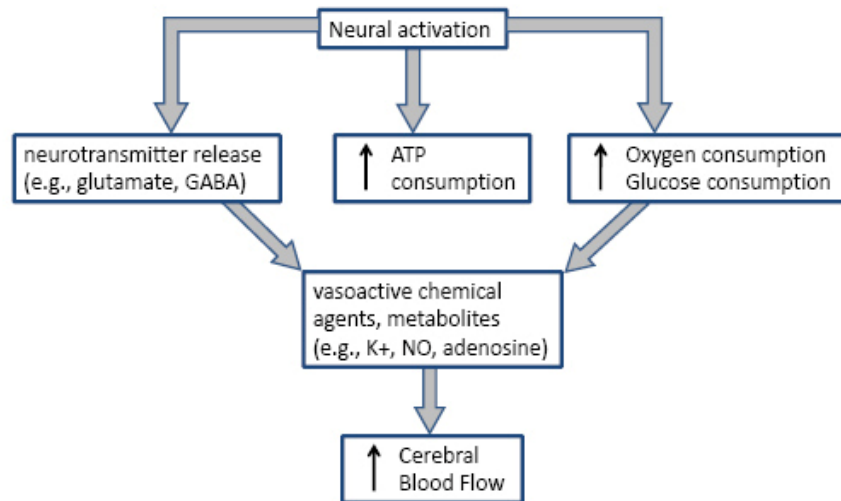 Neural activation
neurotransmitter release
(e.g., glutamate, GABA)
↑ ATP
consumption
↑ Oxygen consumption
Glucose consumption
vasoactive chemical
agents, metabolites
(e.g., K+, NO, adenosine)
↑ Cerebral
Blood Flow